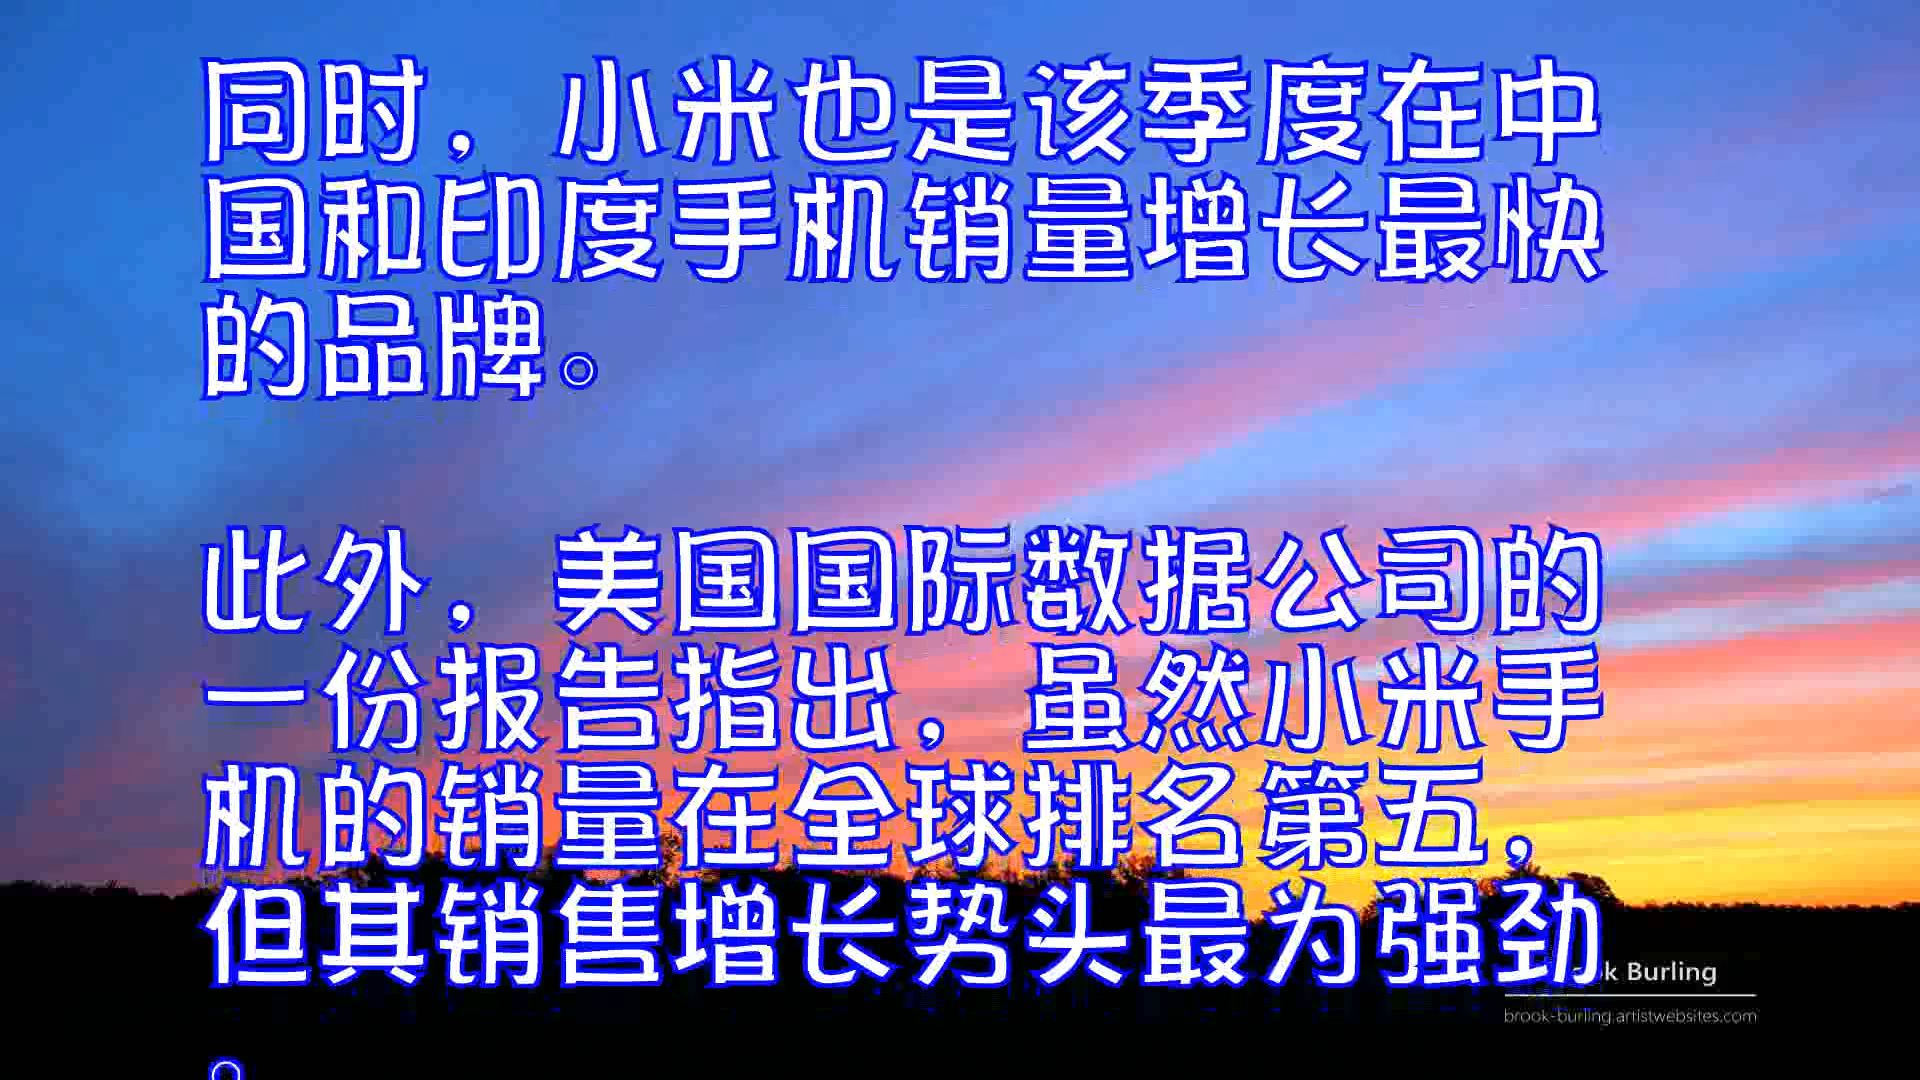 同时，小米也是该季度在中
国和印度手机销量增长最快
的品牌。
此外，美国国际数据公司的
一份报告指出，虽然小米手
机的销量在全球排名第五，
但其销售增长势头最为强劲
。
Burling
brook-burling.artistwebsites.com